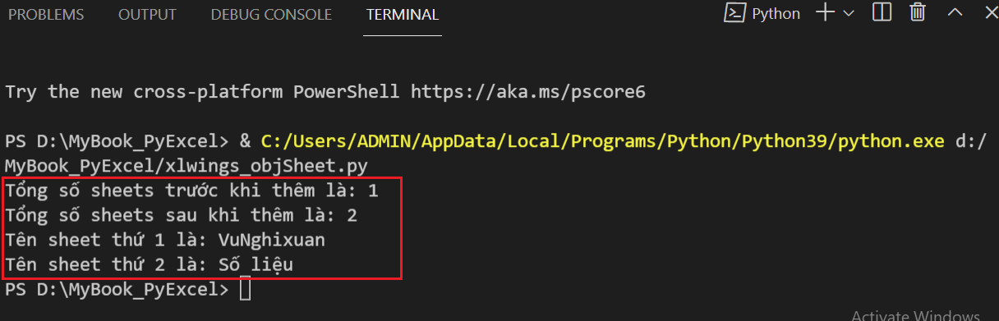 PROBLEMS OUTPUT DEBUG CONSOLE TERMINAL Python
Try the new cross-platform PowerShell https://aka.ms/pscore6
PS D:\MyBook_PyExcel> & C:/Users/ADMIN/AppData/Local/Programs/Python/Python39/python.exe d:/
MyBook_PyExcel/xlwings_objSheet.py
Tổng số sheets trước khi thêm là: 1
Tổng số sheets sau khi thêm là: 2
Tên sheet thứ 1 là: VuNghixuan
Tên sheet thứ 2 là: Số liệu
PS D:\MyBook_PyExcel>
Activate Windows